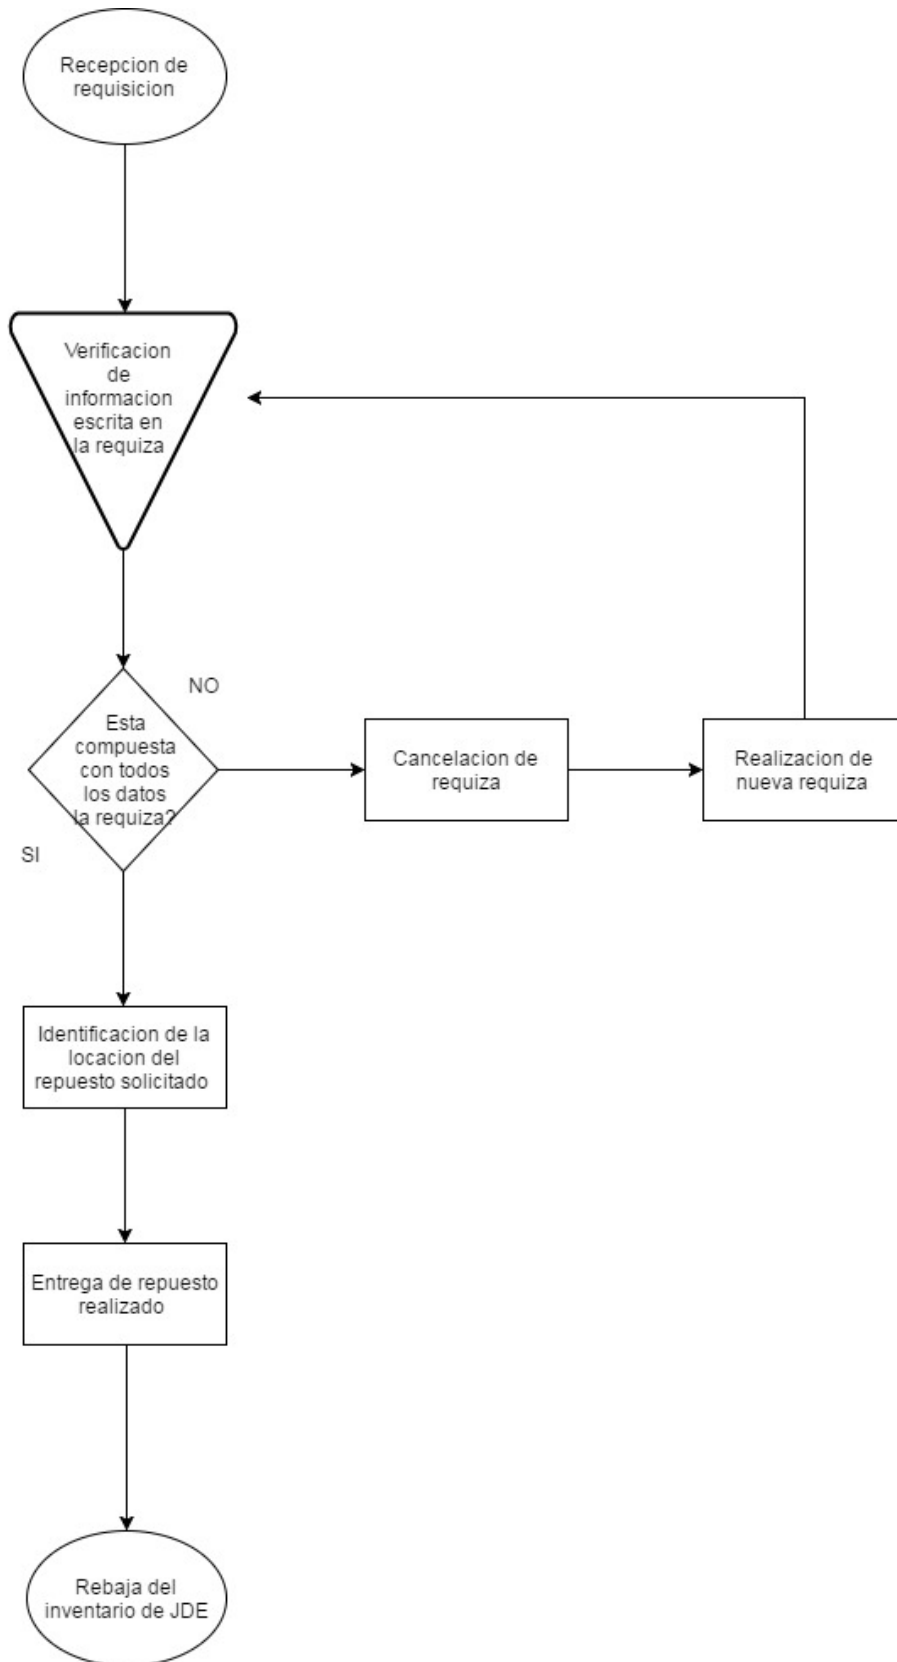 Recepcion de
requisicion
Verificacion
de
informacion
escrita en
la requiza
NO
Esta
compuesta
con todos
los datos
la requiza?
SI
Cancelacion de
requiza
Realizacion de
nueva requiza
Identificacion de la
locacion del
repuesto solicitado
Entrega de repuesto
realizado
Rebaja del
inventario de JDE